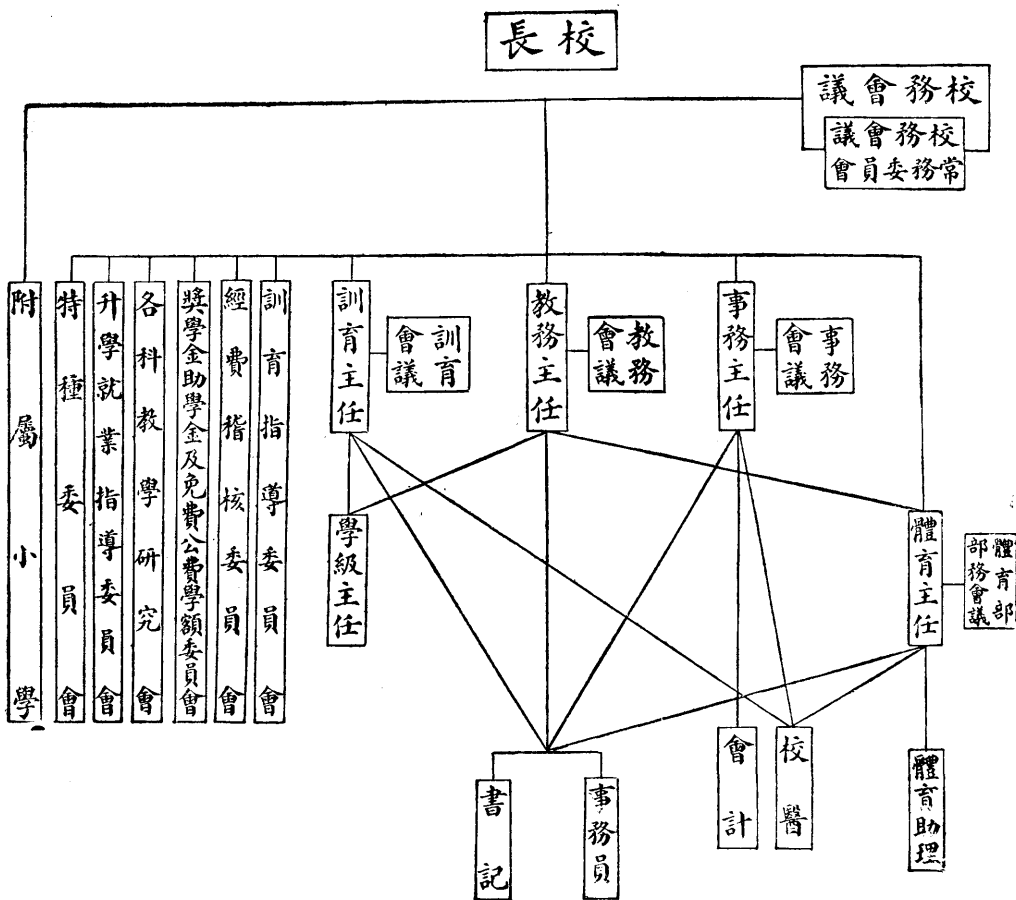 校長
校務會議
校務會議
常務委員會
事務主任
事務
會議
教務主任
教務
會議
訓育主任
訓育
會議
訓育指導委員會
經費稽核委員會
獎學金助學金及免費公費學額委員會
各科教學研究會
升學就業指導委員會
特種委員會
附屬小學
體育主任
體育部
部務會議
學級主任
體育助理
校醫
會計
事務員
書記